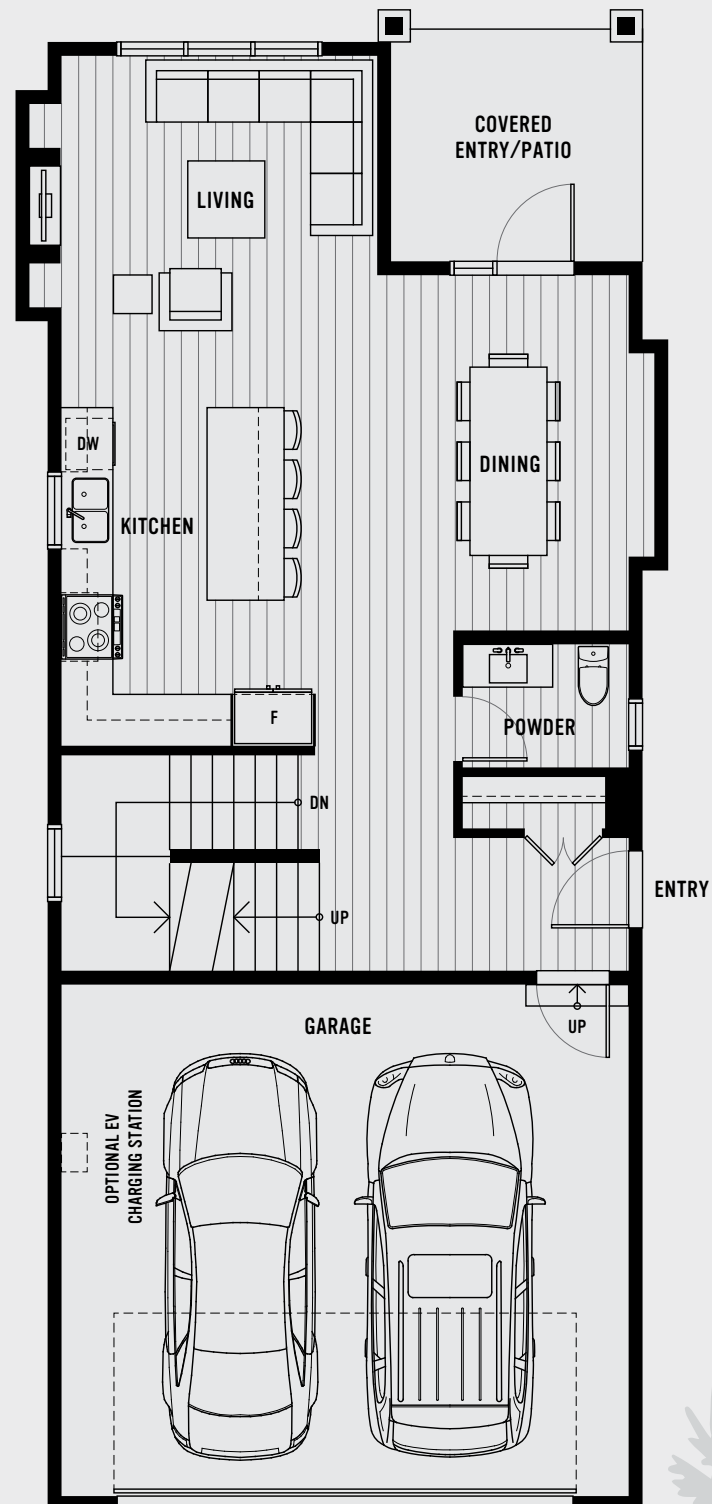 COVERED
ENTRY/PATIO
LIVING
DW
DINING
KITCHEN
F
POWDER
DN
ENTRY
UP
GARAGE
UP
OPTIONAL EV
CHARGING STATION